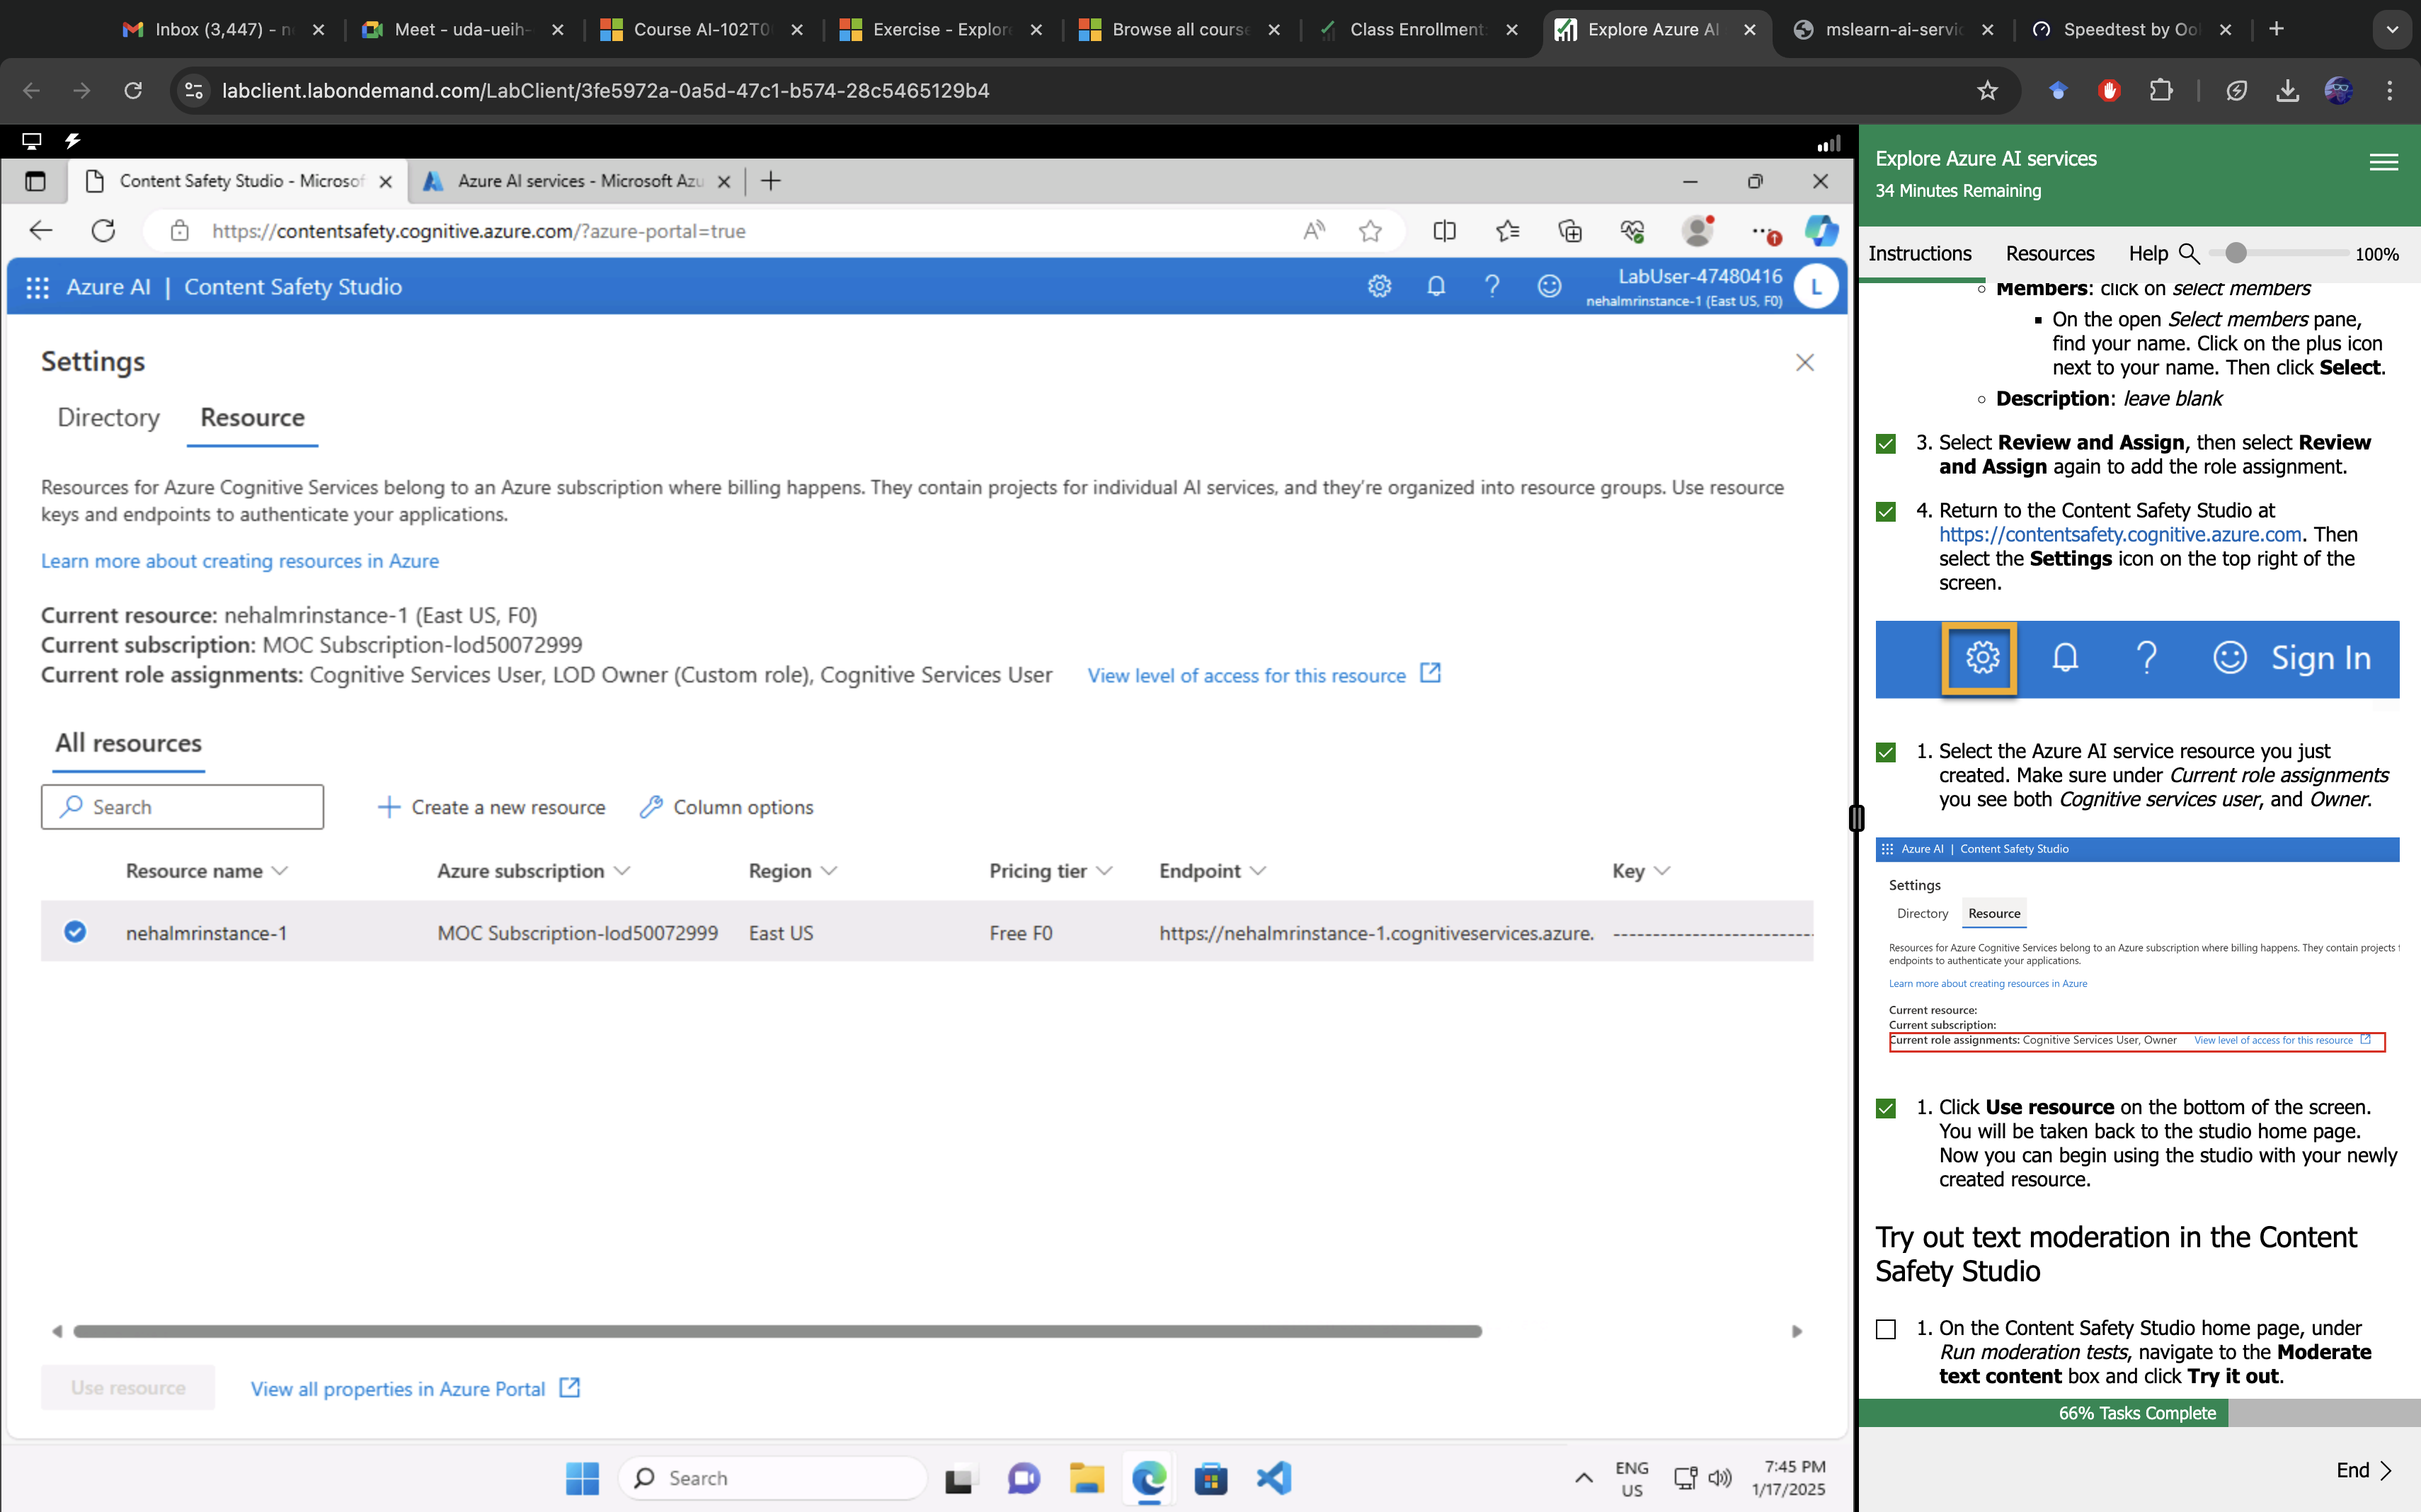 Inbox (3,447) - n
Meet - uda-ueih-
Course AI-102T0
Exercise - Explor
Browse all course
Class Enrollment
Explore Azure AI
mslearn-ai-servic
Speedtest by Ool
labclient.labondemand.com/LabClient/3fe5972a-0a5d-47c1-b574-28c5465129b4
Content Safety Studio - Microsof
Azure AI services - Microsoft Azu
https://contentsafety.cognitive.azure.com/?azure-portal=true
Azure AI | Content Safety Studio
LabUser-47480416
nehalmrinstance-1 (East US, F0)
L
Settings
Directory
Resource
Resources for Azure Cognitive Services belong to an Azure subscription where billing happens. They contain projects for individual AI services, and they're organized into resource groups. Use resource
keys and endpoints to authenticate your applications.
Learn more about creating resources in Azure
Current resource: nehalmrinstance-1 (East US, F0)
Current subscription: MOC Subscription-lod50072999
Current role assignments: Cognitive Services User, LOD Owner (Custom role), Cognitive Services User View level of access for this resource
All resources
Search
Create a new resource
Column options
Resource name Azure subscription Region Pricing tier Endpoint Key
nehalmrinstance-1 MOC Subscription-lod50072999 East US Free F0 https://nehalmrinstance-1.cognitiveservices.azure. -------------------------
Use resource
View all properties in Azure Portal
Search
ENG
US
7:45 PM
1/17/2025
Explore Azure AI services
34 Minutes Remaining
Instructions
Resources
Help
100%
Members: click on select members
On the open Select members pane,
find your name. Click on the plus icon
next to your name. Then click Select.
Description: leave blank
3. Select Review and Assign, then select Review
and Assign again to add the role assignment.
4. Return to the Content Safety Studio at
https://contentsafety.cognitive.azure.com. Then
select the Settings icon on the top right of the
screen.
Sign In
1. Select the Azure AI service resource you just
created. Make sure under Current role assignments
you see both Cognitive services user, and Owner.
Azure AI | Content Safety Studio
Settings
Directory
Resource
Resources for Azure Cognitive Services belong to an Azure subscription where billing happens. They contain projects
endpoints to authenticate your applications.
Learn more about creating resources in Azure
Current resource:
Current subscription:
Current role assignments: Cognitive Services User, Owner View level of access for this resource
1. Click Use resource on the bottom of the screen.
You will be taken back to the studio home page.
Now you can begin using the studio with your newly
created resource.
Try out text moderation in the Content
Safety Studio
1. On the Content Safety Studio home page, under
Run moderation tests, navigate to the Moderate
text content box and click Try it out.
66% Tasks Complete
End